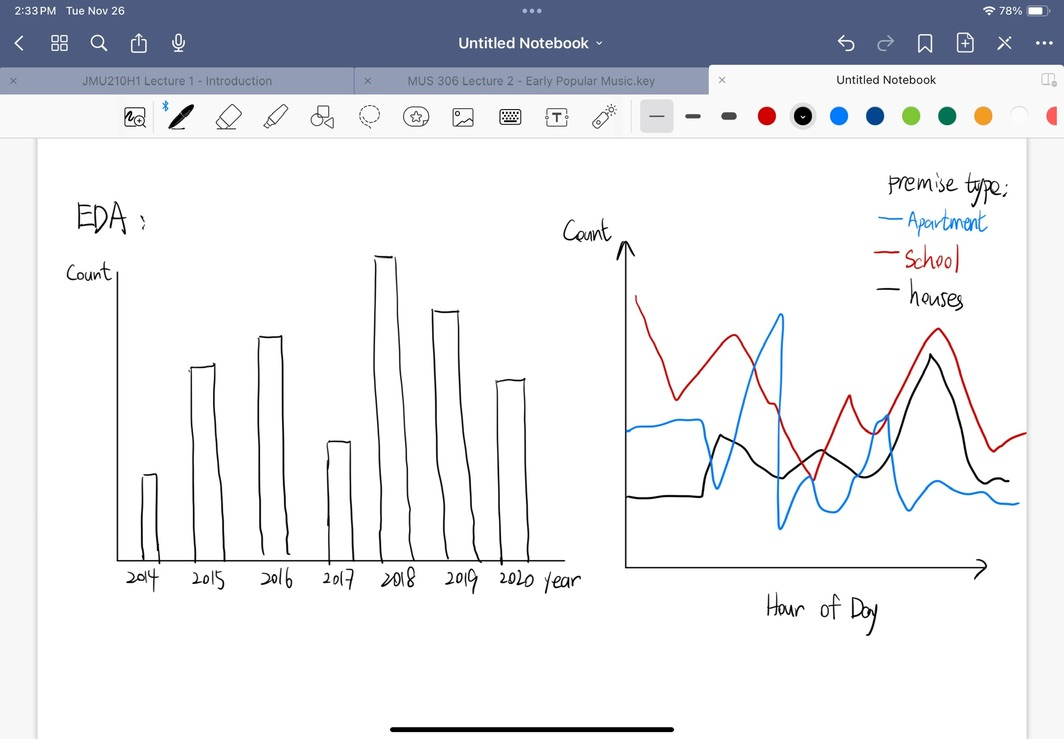 2:33 PM Tue Nov 26
78%
Untitled Notebook
JMU210H1 Lecture 1 - Introduction
MUS 306 Lecture 2 - Early Popular Music.key
Untitled Notebook
T
EDA :
Count
2014 2015 2016 2017 2018 2019 2020 year
premise type:
Apartment
School
houses
Count
Hour of Day